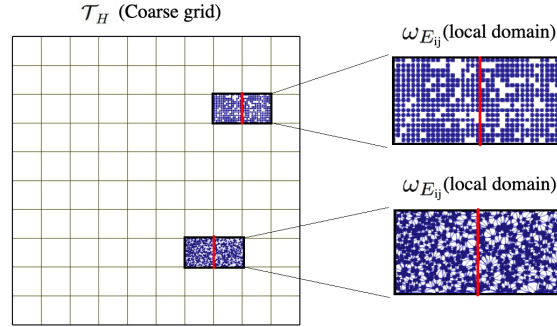 𝒯_H (Coarse grid)
ω_{E_ij}(local domain)
ω_{E_ij}(local domain)